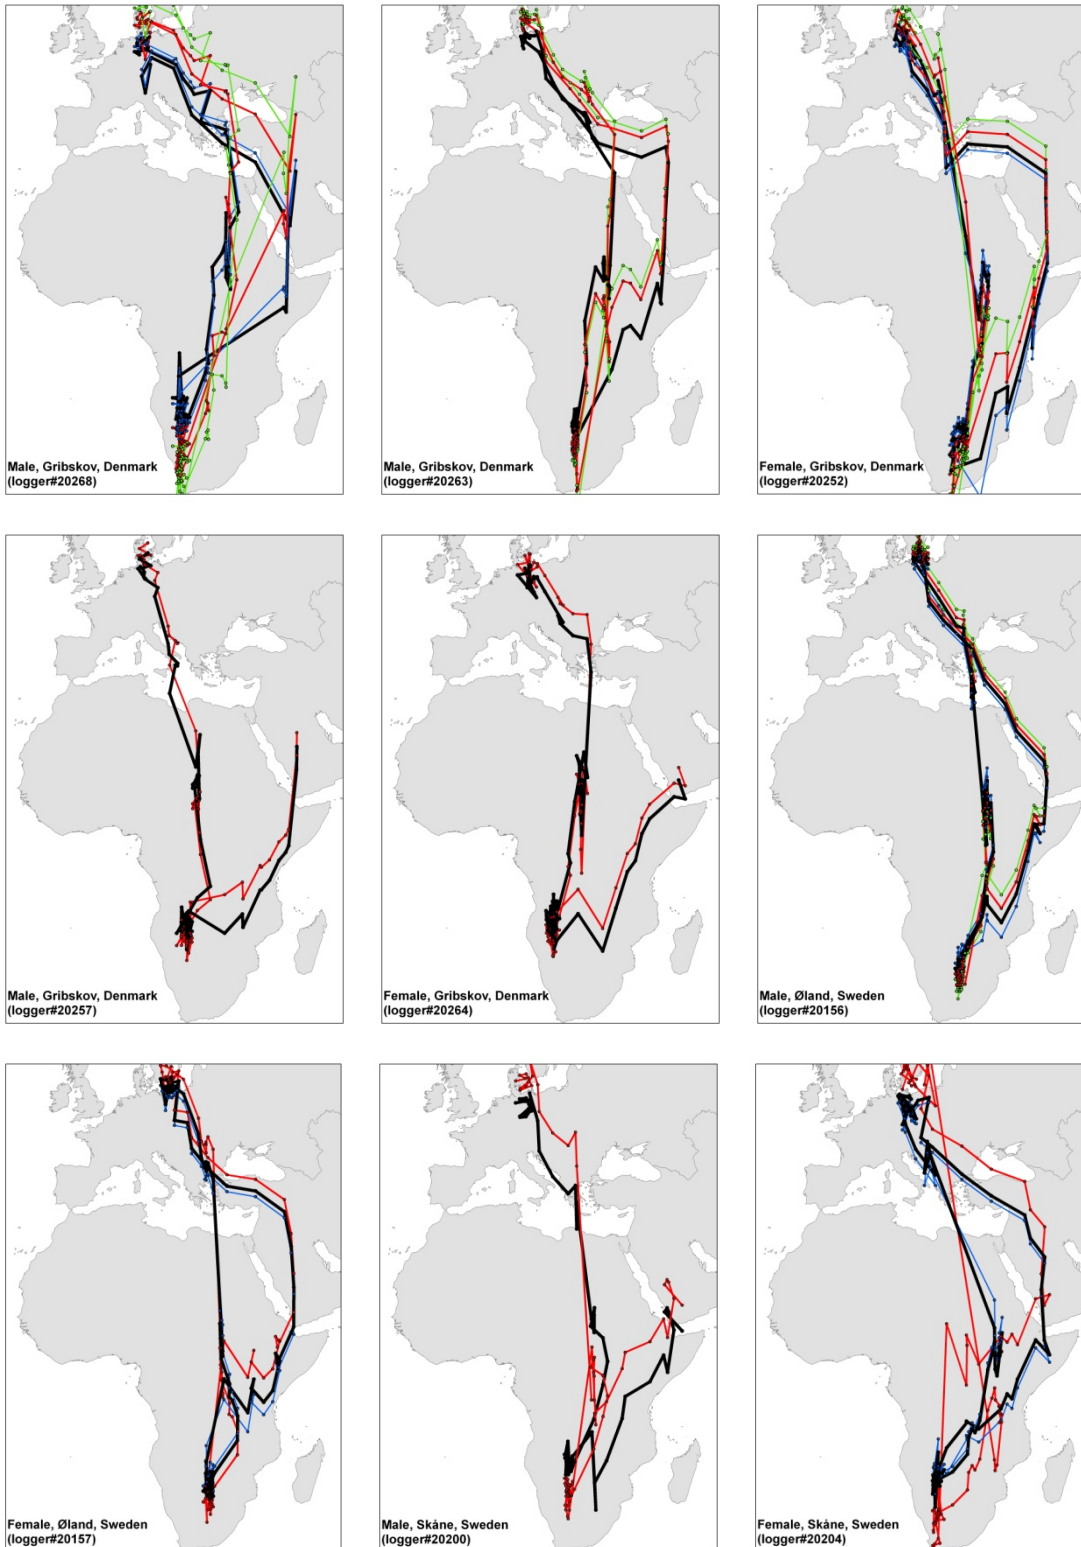 Male, Gribskov, Denmark
(logger#20268)
Male, Gribskov, Denmark
(logger#20263)
Female, Gribskov, Denmark
(logger#20252)
Male, Gribskov, Denmark
(logger#20257)
Female, Gribskov, Denmark
(logger#20264)
Male, Øland, Sweden
(logger#20156)
Female, Øland, Sweden
(logger#20157)
Male, Skåne, Sweden
(logger#20200)
Female, Skåne, Sweden
(logger#20204)